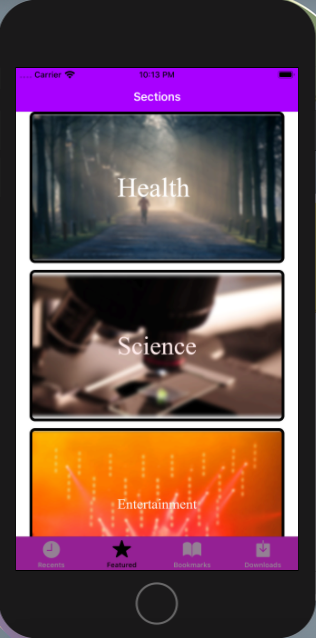 Carrier 10:13 PM
Sections
Health
Science
Entertainment
Recents Featured Bookmarks Downloads